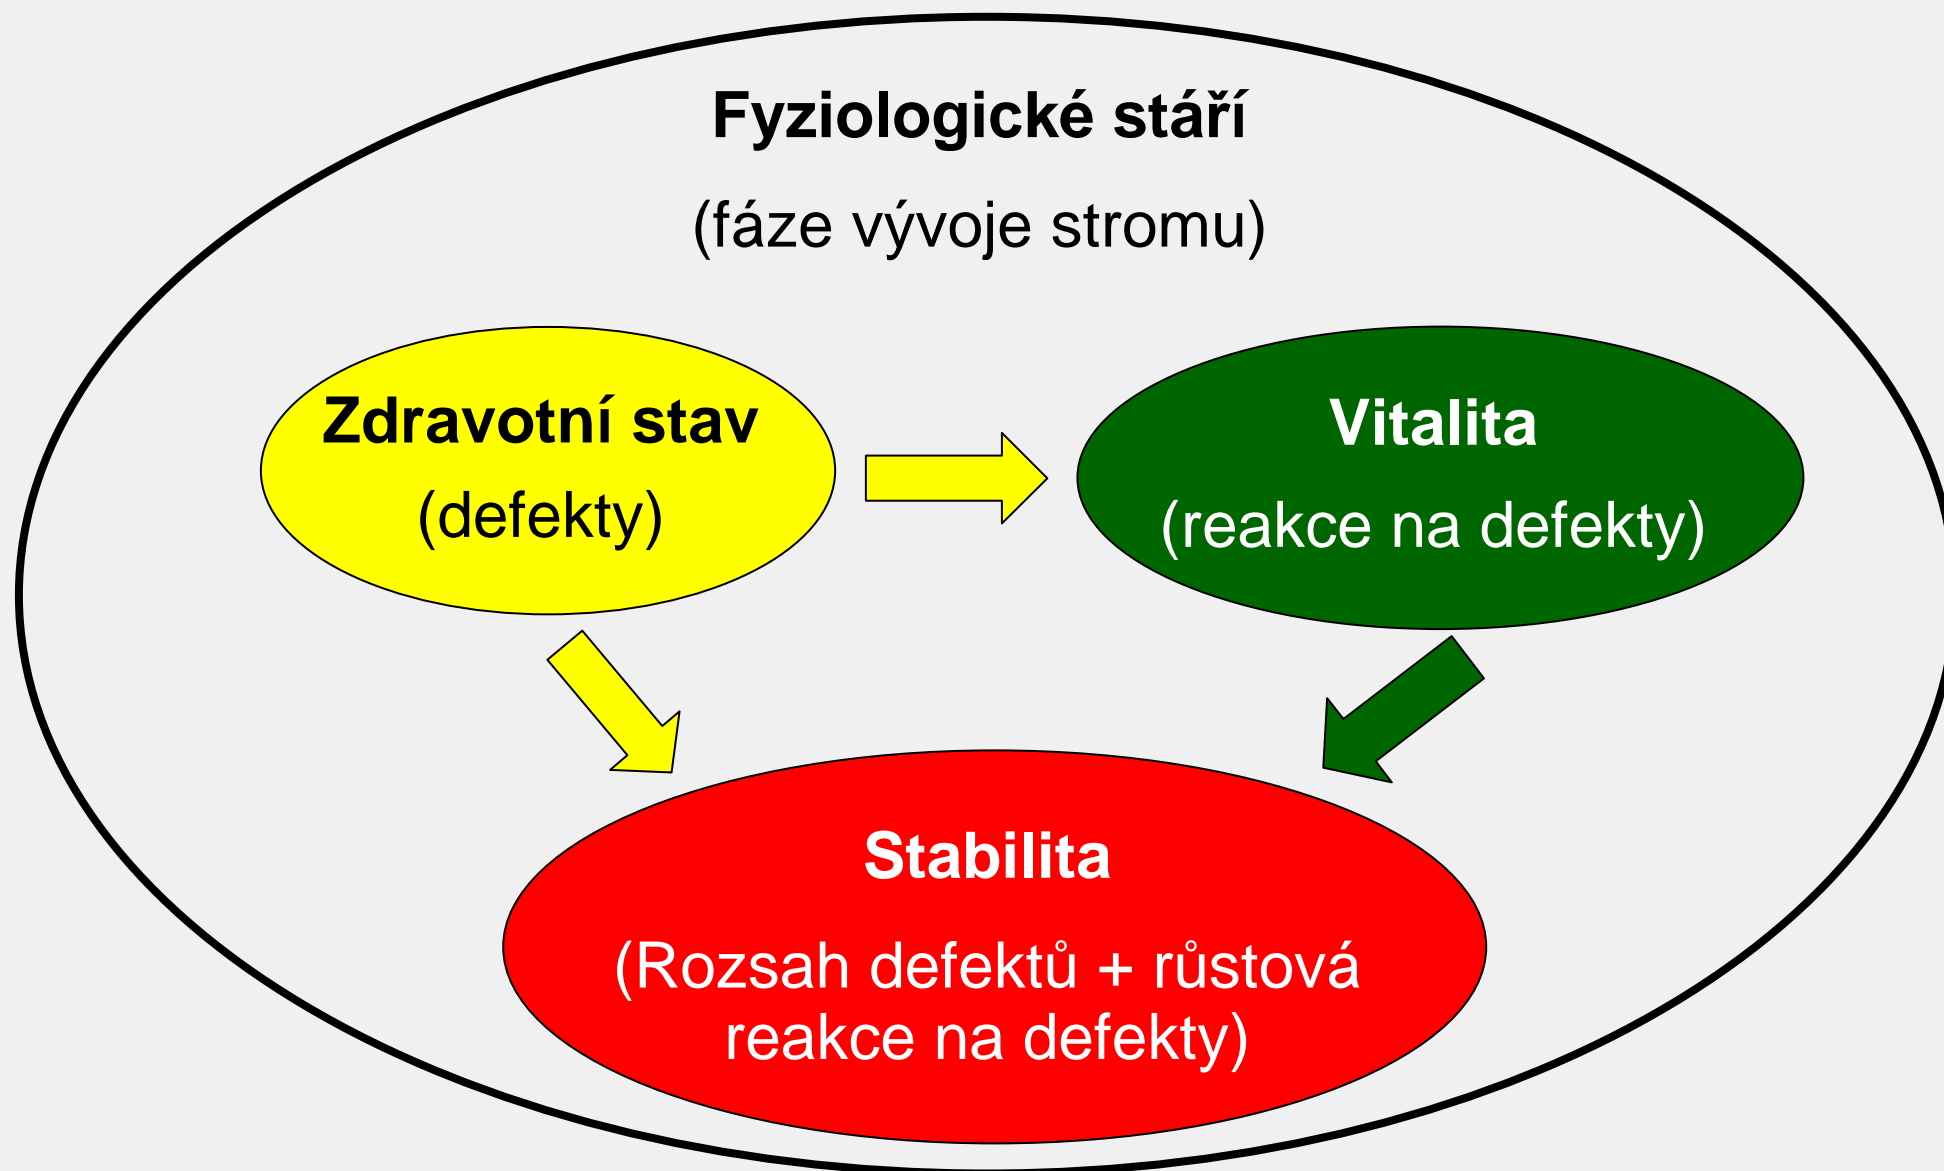 Fyziologické stáří
(fáze vývoje stromu)
Zdravotní stav
(defekty)
Vitalita
(reakce na defekty)
Stabilita
(Rozsah defektů + růstová
reakce na defekty)